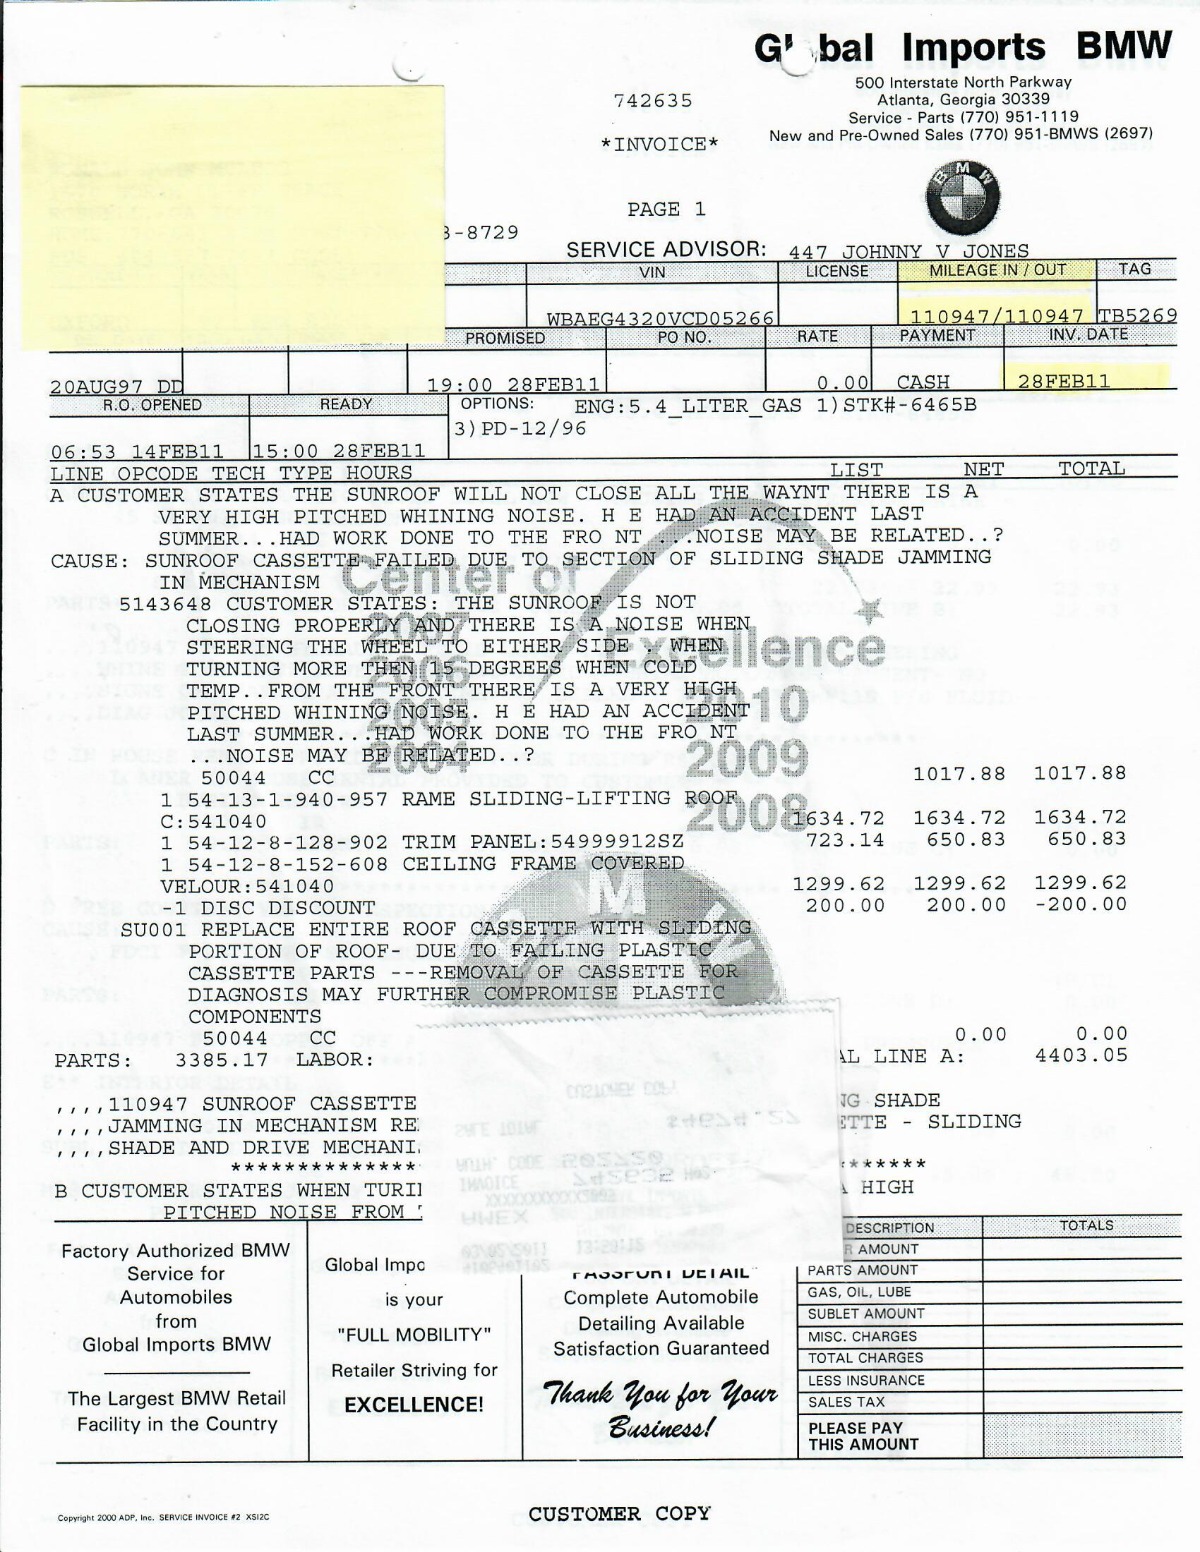 Global Imports BMW
500 Interstate North Parkway
Atlanta, Georgia 30339
Service - Parts (770) 951-1119
New and Pre-Owned Sales (770) 951-BMWS (2697)
742635
*INVOICE*
BMW
PAGE 1
3-8729
SERVICE ADVISOR: 447 JOHNNY V JONES
VIN LICENSE MILEAGE IN / OUT TAG
WBAEG4320VCD05266 110947/110947 TB5269
PROMISED PO NO. RATE PAYMENT INV. DATE
20AUG97 DD 19:00 28FEB11 0.00 CASH 28FEB11
R.O. OPENED READY OPTIONS: ENG:5.4_LITER_GAS 1)STK#-6465B
3)PD-12/96
06:53 14FEB11 15:00 28FEB11
LINE OPCODE TECH TYPE HOURS LIST NET TOTAL
A CUSTOMER STATES THE SUNROOF WILL NOT CLOSE ALL THE WAYNT THERE IS A
VERY HIGH PITCHED WHINING NOISE. H E HAD AN ACCIDENT LAST
SUMMER...HAD WORK DONE TO THE FRO NT ...NOISE MAY BE RELATED..?
CAUSE: SUNROOF CASSETTE FAILED DUE TO SECTION OF SLIDING SHADE JAMMING
IN MECHANISM
5143648 CUSTOMER STATES: THE SUNROOF IS NOT
CLOSING PROPERLY AND THERE IS A NOISE WHEN
STEERING THE WHEEL TO EITHER SIDE . WHEN
TURNING MORE THEN 15 DEGREES WHEN COLD
TEMP..FROM THE FRONT THERE IS A VERY HIGH
PITCHED WHINING NOISE. H E HAD AN ACCIDENT
LAST SUMMER...HAD WORK DONE TO THE FRO NT
...NOISE MAY BE RELATED..?
50044 CC 1017.88 1017.88
1 54-13-1-940-957 RAME SLIDING-LIFTING ROOF
C:541040 1634.72 1634.72 1634.72
1 54-12-8-128-902 TRIM PANEL:54999912SZ 723.14 650.83 650.83
1 54-12-8-152-608 CEILING FRAME COVERED
VELOUR:541040 1299.62 1299.62 1299.62
-1 DISC DISCOUNT 200.00 200.00 -200.00
SU001 REPLACE ENTIRE ROOF CASSETTE WITH SLIDING
PORTION OF ROOF- DUE TO FAILING PLASTIC
CASSETTE PARTS ---REMOVAL OF CASSETTE FOR
DIAGNOSIS MAY FURTHER COMPROMISE PLASTIC
COMPONENTS
50044 CC 0.00 0.00
PARTS: 3385.17 LABOR: AL LINE A: 4403.05
Center of
Excellence
2007
2006
2005
2004
2010
2009
2008
BMW
,,,,110947 SUNROOF CASSETTE NG SHADE
,,,,JAMMING IN MECHANISM RE ETTE - SLIDING
,,,,SHADE AND DRIVE MECHANI
************** *******
B CUSTOMER STATES WHEN TURI A HIGH
PITCHED NOISE FROM
CUSTOMER COPY
SALE TOTAL $4674.27
AUTH. CODE 502720
INVOICE 742635
AMEX
Factory Authorized BMW
Service for
Automobiles
from
Global Imports BMW
The Largest BMW Retail
Facility in the Country
Global Impo
is your
"FULL MOBILITY"
Retailer Striving for
EXCELLENCE!
PASSPORT DETAIL
Complete Automobile
Detailing Available
Satisfaction Guaranteed
Thank You for Your
Business!
DESCRIPTION TOTALS
R AMOUNT
PARTS AMOUNT
GAS, OIL, LUBE
SUBLET AMOUNT
MISC. CHARGES
TOTAL CHARGES
LESS INSURANCE
SALES TAX
PLEASE PAY
THIS AMOUNT
Copyright 2000 ADP, Inc. SERVICE INVOICE #2 XSI2C
CUSTOMER COPY